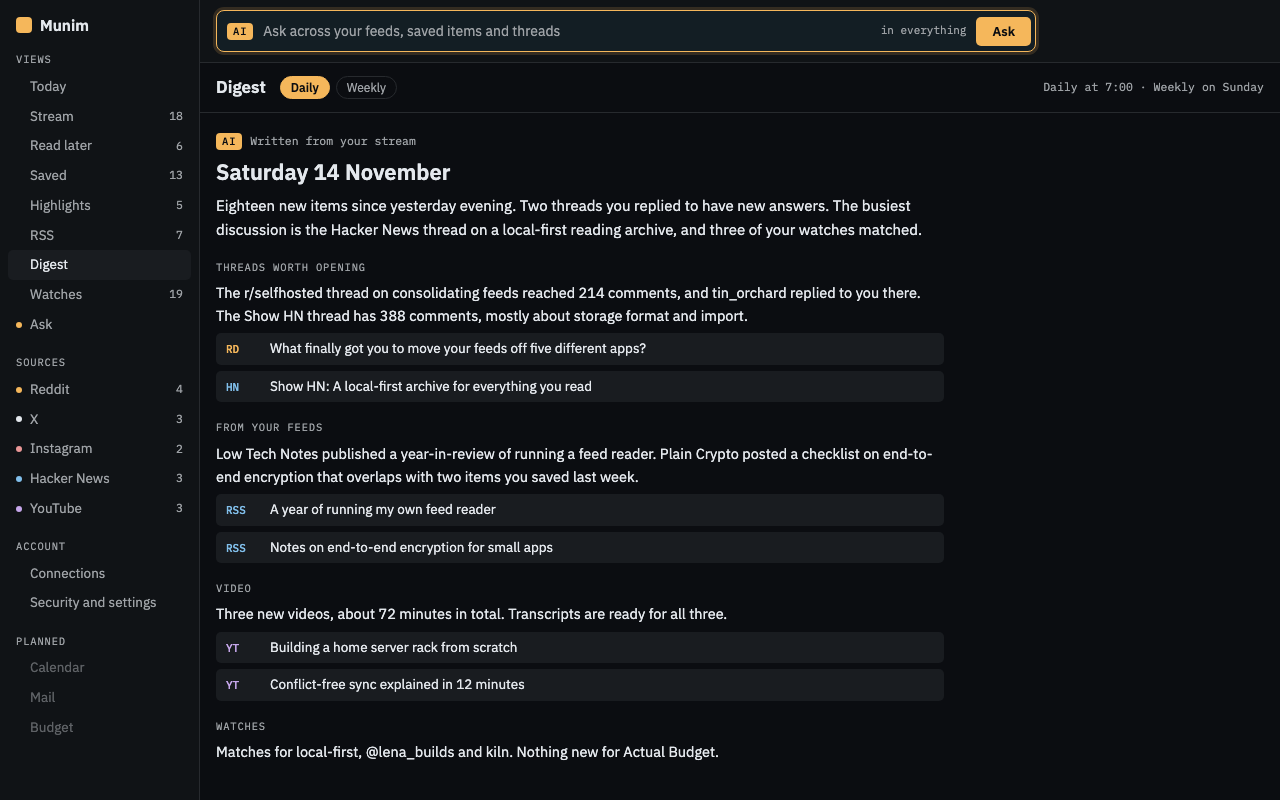 Munim
VIEWS
Today
Stream 18
Read later 6
Saved 13
Highlights 5
RSS 7
Digest
Watches 19
Ask
SOURCES
Reddit 4
X 3
Instagram 2
Hacker News 3
YouTube 3
ACCOUNT
Connections
Security and settings
PLANNED
Calendar
Mail
Budget
AI Ask across your feeds, saved items and threads in everything Ask
Digest Daily Weekly Daily at 7:00 · Weekly on Sunday
AI Written from your stream
Saturday 14 November
Eighteen new items since yesterday evening. Two threads you replied to have new answers. The busiest
discussion is the Hacker News thread on a local-first reading archive, and three of your watches matched.
THREADS WORTH OPENING
The r/selfhosted thread on consolidating feeds reached 214 comments, and tin_orchard replied to you there.
The Show HN thread has 388 comments, mostly about storage format and import.
RD What finally got you to move your feeds off five different apps?
HN Show HN: A local-first archive for everything you read
FROM YOUR FEEDS
Low Tech Notes published a year-in-review of running a feed reader. Plain Crypto posted a checklist on end-to-
end encryption that overlaps with two items you saved last week.
RSS A year of running my own feed reader
RSS Notes on end-to-end encryption for small apps
VIDEO
Three new videos, about 72 minutes in total. Transcripts are ready for all three.
YT Building a home server rack from scratch
YT Conflict-free sync explained in 12 minutes
WATCHES
Matches for local-first, @lena_builds and kiln. Nothing new for Actual Budget.